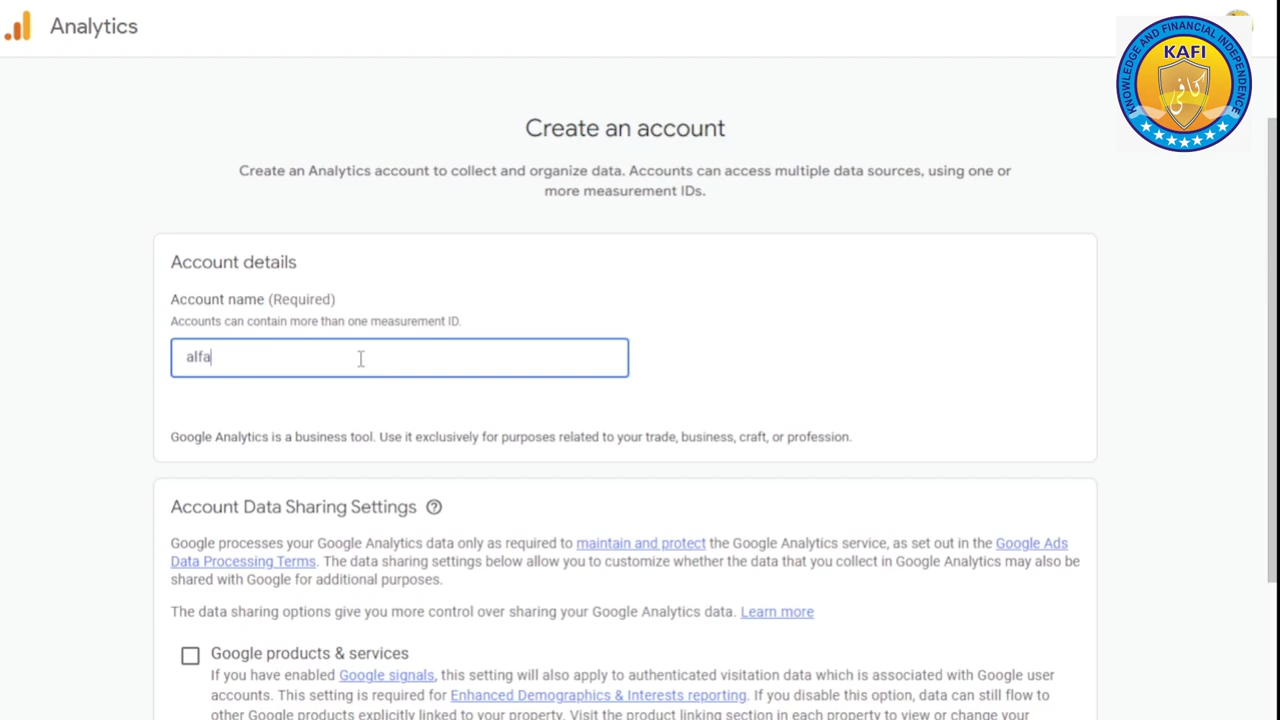 Analytics
KNOWLEDGE AND FINANCIAL INDEPENDENCE
KAFI
کافی
Create an account
Create an Analytics account to collect and organize data. Accounts can access multiple data sources, using one or
more measurement IDs.
Account details
Account name (Required)
Accounts can contain more than one measurement ID.
alfa
Google Analytics is a business tool. Use it exclusively for purposes related to your trade, business, craft, or profession.
Account Data Sharing Settings
Google processes your Google Analytics data only as required to maintain and protect the Google Analytics service, as set out in the Google Ads
Data Processing Terms. The data sharing settings below allow you to customize whether the data that you collect in Google Analytics may also be
shared with Google for additional purposes.
The data sharing options give you more control over sharing your Google Analytics data. Learn more
Google products & services
If you have enabled Google signals, this setting will also apply to authenticated visitation data which is associated with Google user
accounts. This setting is required for Enhanced Demographics & Interests reporting. If you disable this option, data can still flow to
other Google products explicitly linked to your property. Visit the product linking section in each property to view or change your